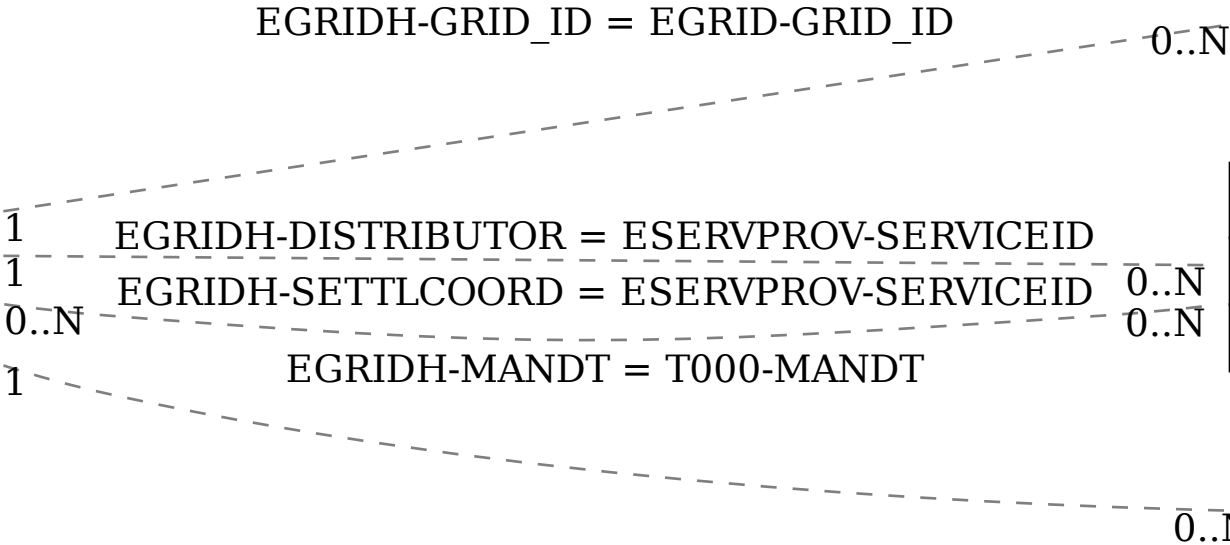 EGRIDH-GRID_ID = EGRID-GRID_ID
0..N
1
EGRIDH-DISTRIBUTOR = ESERVPROV-SERVICEID
1
EGRIDH-SETTLCOORD = ESERVPROV-SERVICEID
0..N
0..N
0..N
EGRIDH-MANDT = T000-MANDT
1
0..N